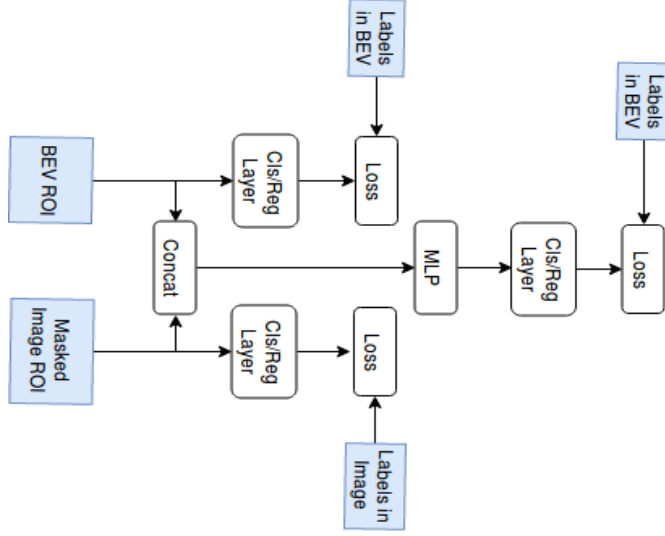 Labels
in BEV
Loss
Cls/Reg
Layer
MLP
Labels
in BEV
Loss
Loss
Labels in
Image
Cls/Reg
Layer
Cls/Reg
Layer
Concat
BEV ROI
Masked
Image ROI